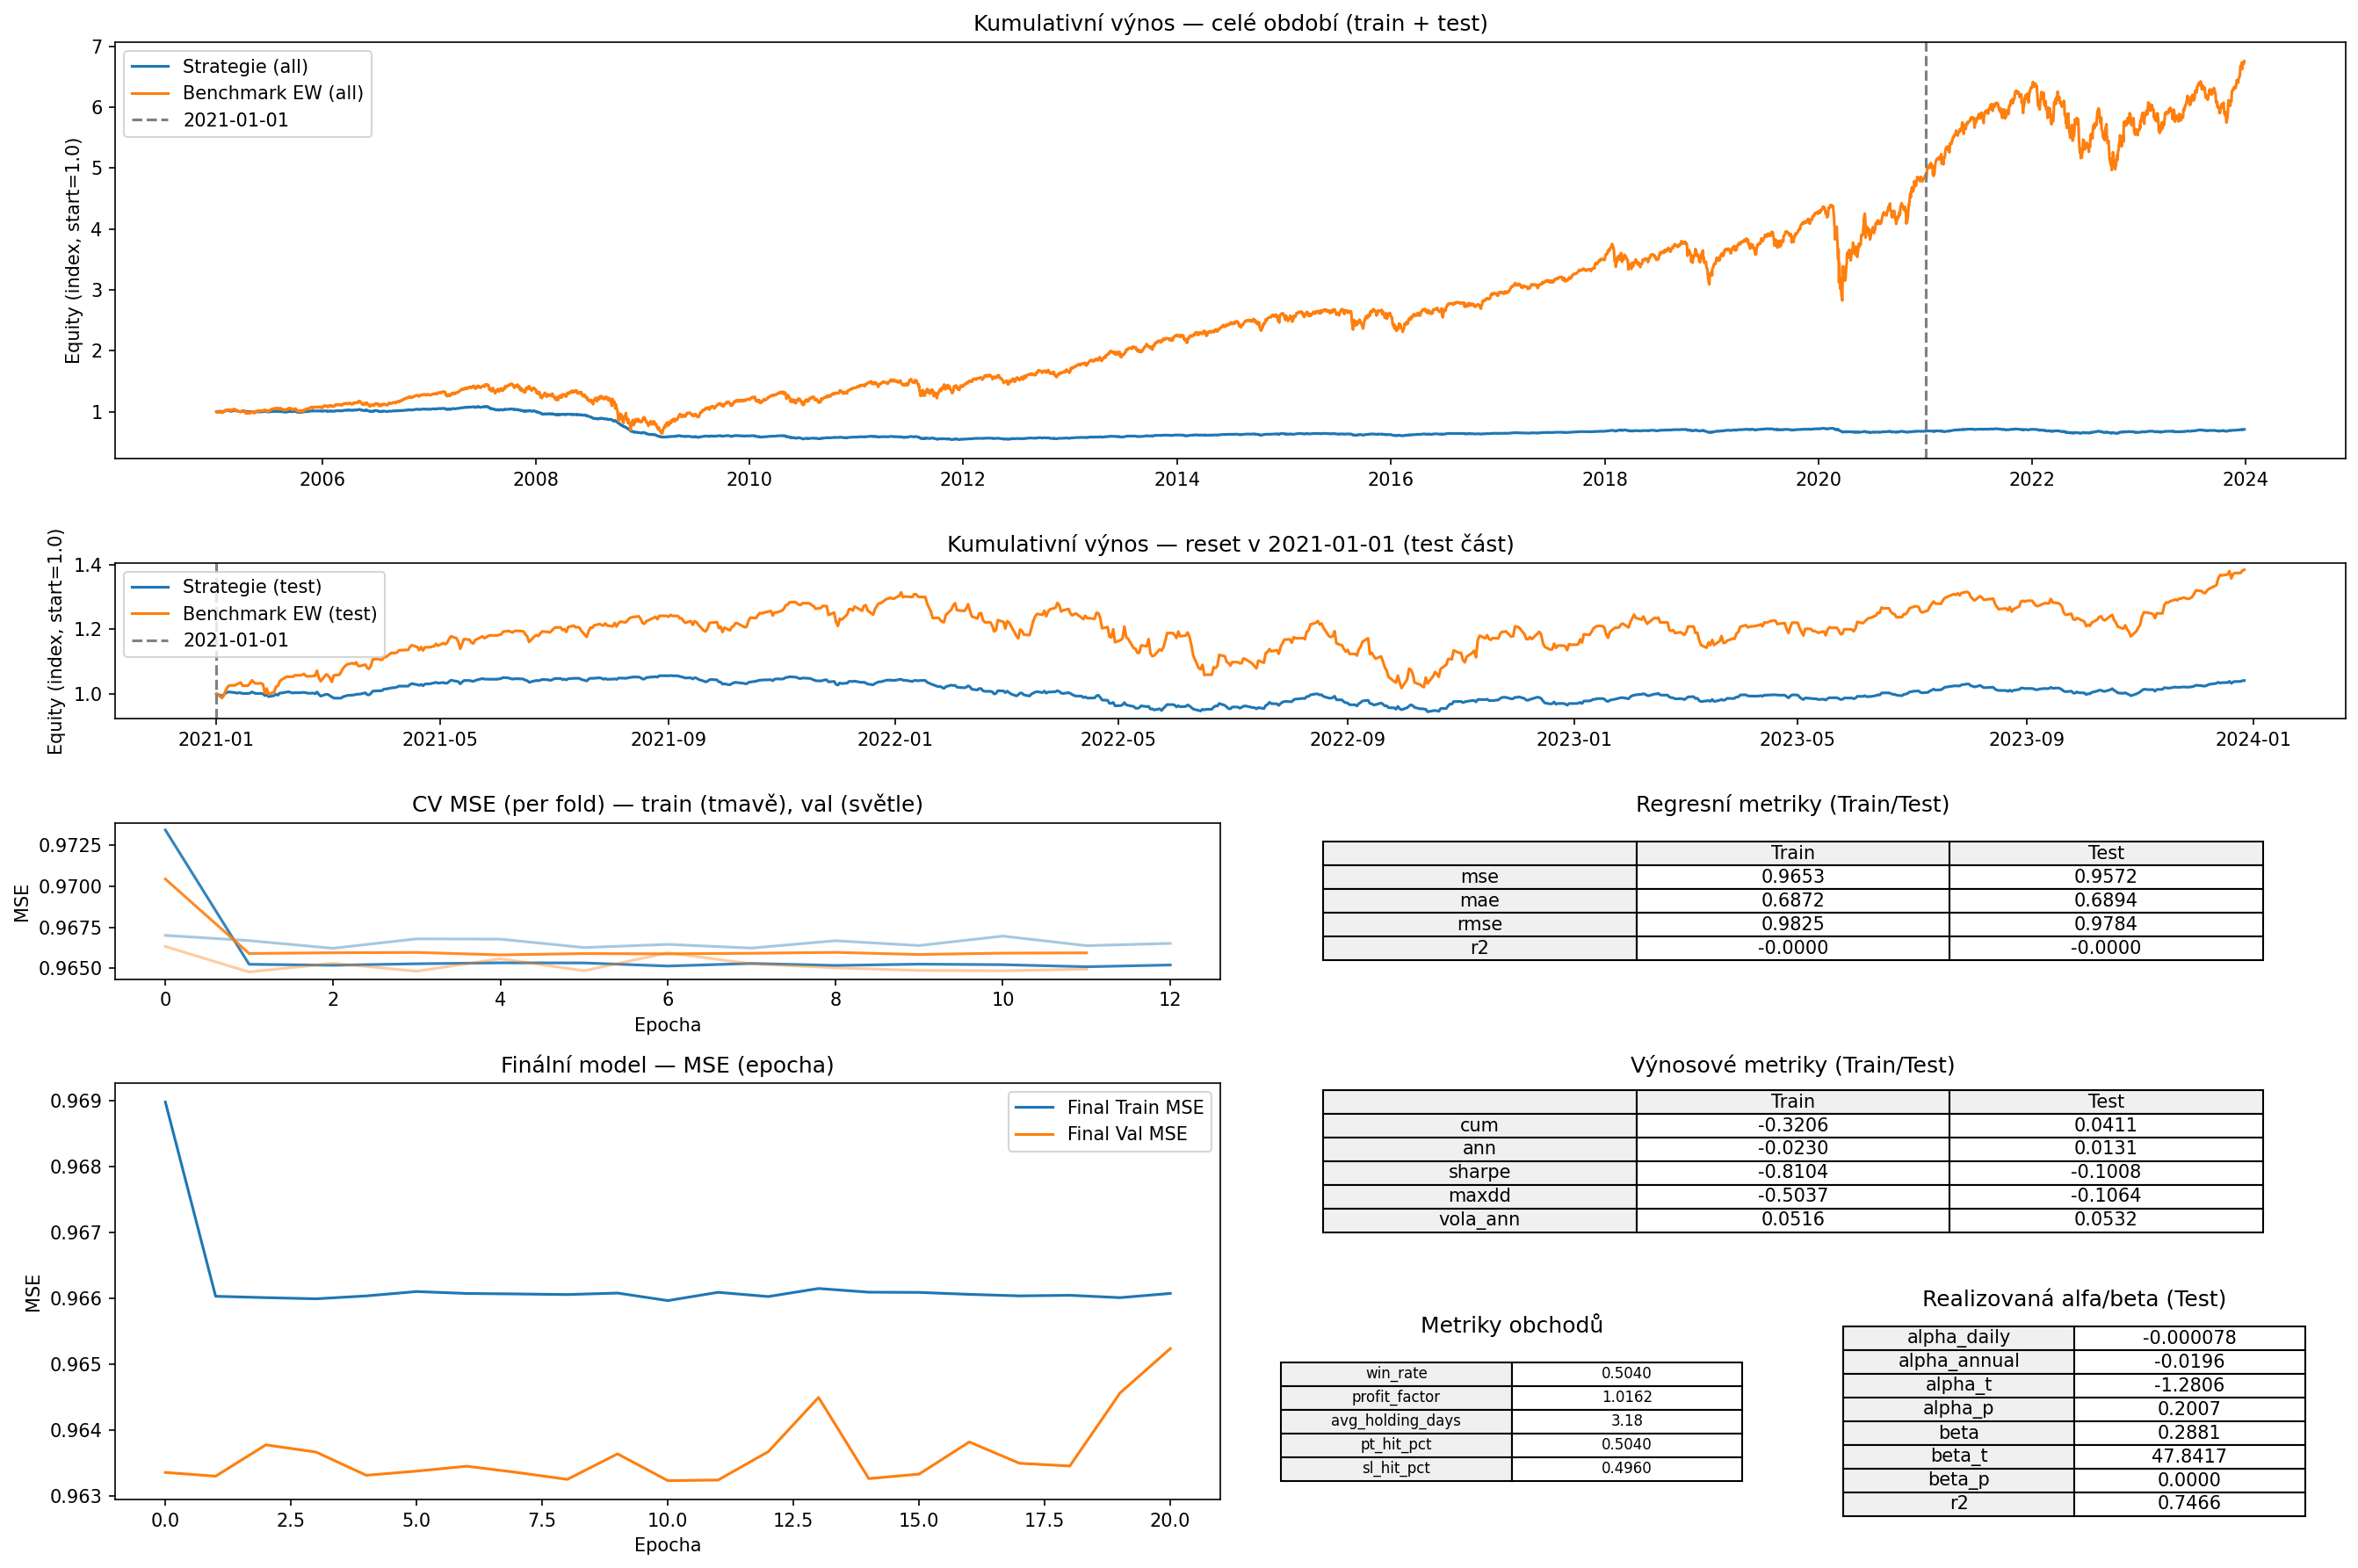 Kumulativní výnos — celé období (train + test)
Equity (index, start=1.0)
7
6
5
4
3
2
1
Strategie (all)
Benchmark EW (all)
2021-01-01
2006 2008 2010 2012 2014 2016 2018 2020 2022 2024
Kumulativní výnos — reset v 2021-01-01 (test část)
Equity (index, start=1.0)
1.4
1.2
1.0
Strategie (test)
Benchmark EW (test)
2021-01-01
2021-01 2021-05 2021-09 2022-01 2022-05 2022-09 2023-01 2023-05 2023-09 2024-01
CV MSE (per fold) — train (tmavě), val (světle)
MSE
0.9725
0.9700
0.9675
0.9650
0 2 4 6 8 10 12
Epocha
Regresní metriky (Train/Test)
Train Test
mse 0.9653 0.9572
mae 0.6872 0.6894
rmse 0.9825 0.9784
r2 -0.0000 -0.0000
Finální model — MSE (epocha)
MSE
0.969
0.968
0.967
0.966
0.965
0.964
0.963
Final Train MSE
Final Val MSE
0.0 2.5 5.0 7.5 10.0 12.5 15.0 17.5 20.0
Epocha
Výnosové metriky (Train/Test)
Train Test
cum -0.3206 0.0411
ann -0.0230 0.0131
sharpe -0.8104 -0.1008
maxdd -0.5037 -0.1064
vola_ann 0.0516 0.0532
Metriky obchodů
win_rate 0.5040
profit_factor 1.0162
avg_holding_days 3.18
pt_hit_pct 0.5040
sl_hit_pct 0.4960
Realizovaná alfa/beta (Test)
alpha_daily -0.000078
alpha_annual -0.0196
alpha_t -1.2806
alpha_p 0.2007
beta 0.2881
beta_t 47.8417
beta_p 0.0000
r2 0.7466